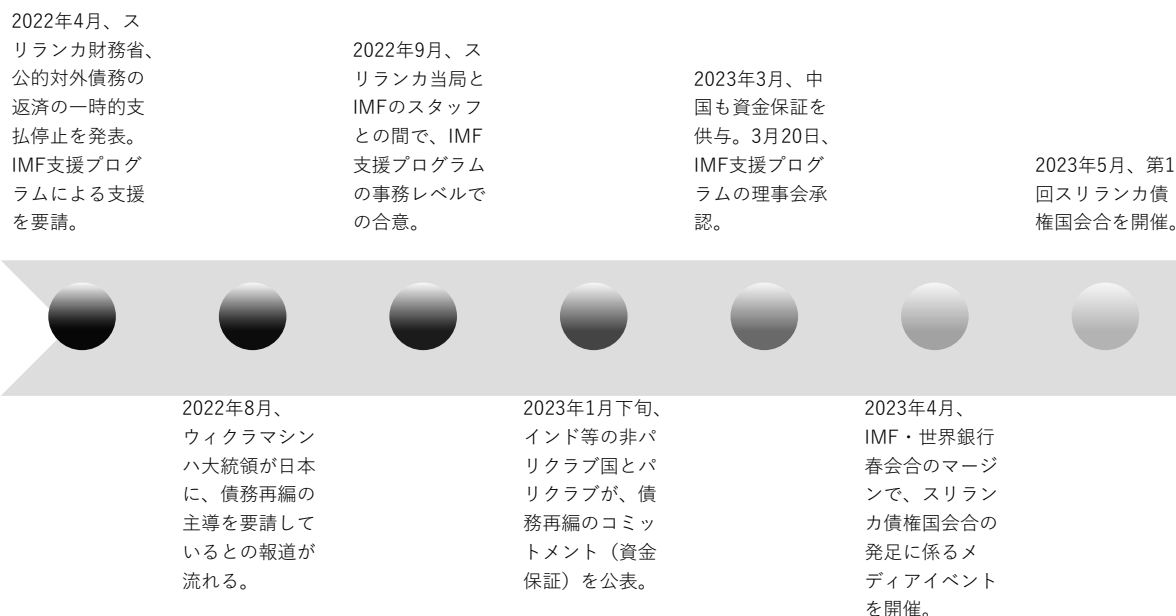 2022年4月、ス
リランカ財務省、
公的対外債務の
返済の一時的支
払停止を発表。
IMF支援プログ
ラムによる支援
を要請。
2022年8月、
ウィクラマシン
ハ大統領が日本
に、債務再編の
主導を要請して
いるとの報道が
流れる。
2022年9月、ス
リランカ当局と
IMFのスタッフ
との間で、IMF
支援プログラム
の事務レベルで
の合意。
2023年1月下旬、
インド等の非パ
リクラブ国とパ
リクラブが、債
務再編のコミッ
トメント（資金
保証）を公表。
2023年3月、中
国も資金保証を
供与。3月20日、
IMF支援プログ
ラムの理事会承
認。
2023年4月、
IMF・世界銀行
春会合のマージ
ンで、スリラン
カ債権国会合の
発足に係るメ
ディアイベント
を開催。
2023年5月、第1
回スリランカ債
権国会合を開催。